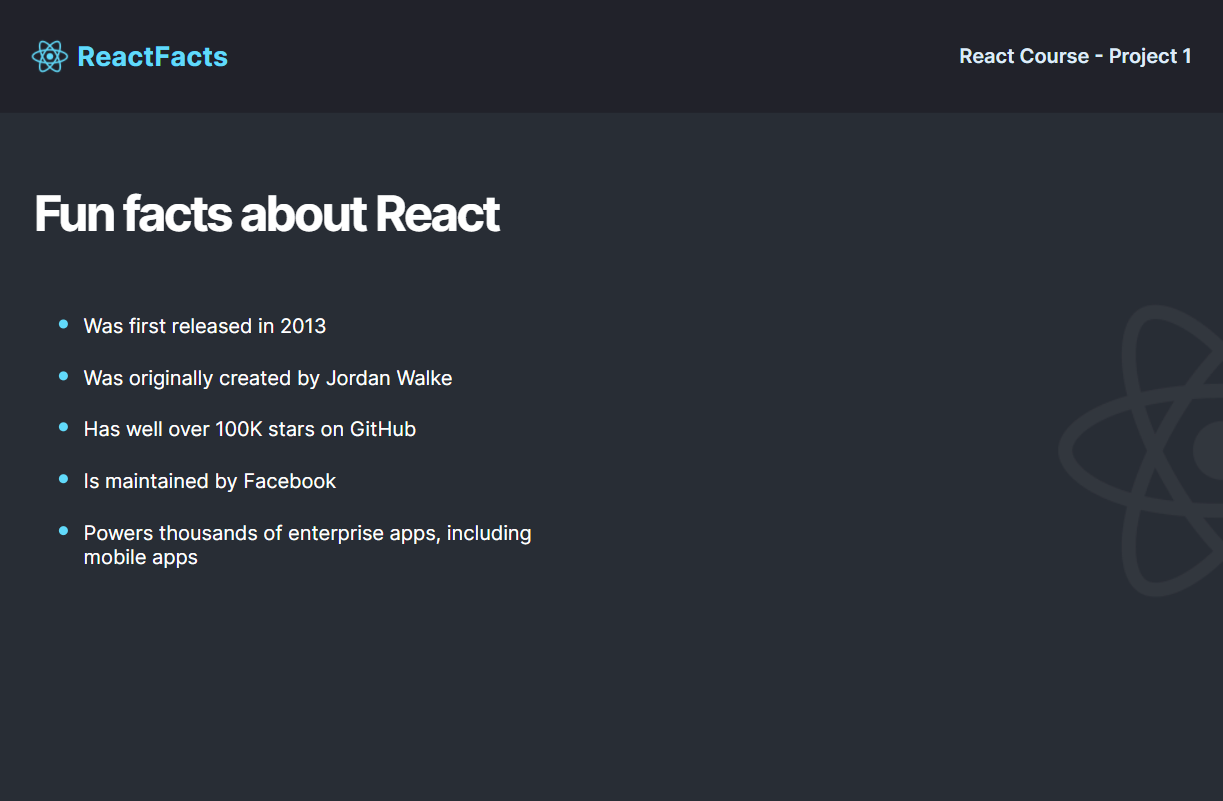 ReactFacts
React Course - Project 1
Fun facts about React
Was first released in 2013
Was originally created by Jordan Walke
Has well over 100K stars on GitHub
Is maintained by Facebook
Powers thousands of enterprise apps, including
mobile apps